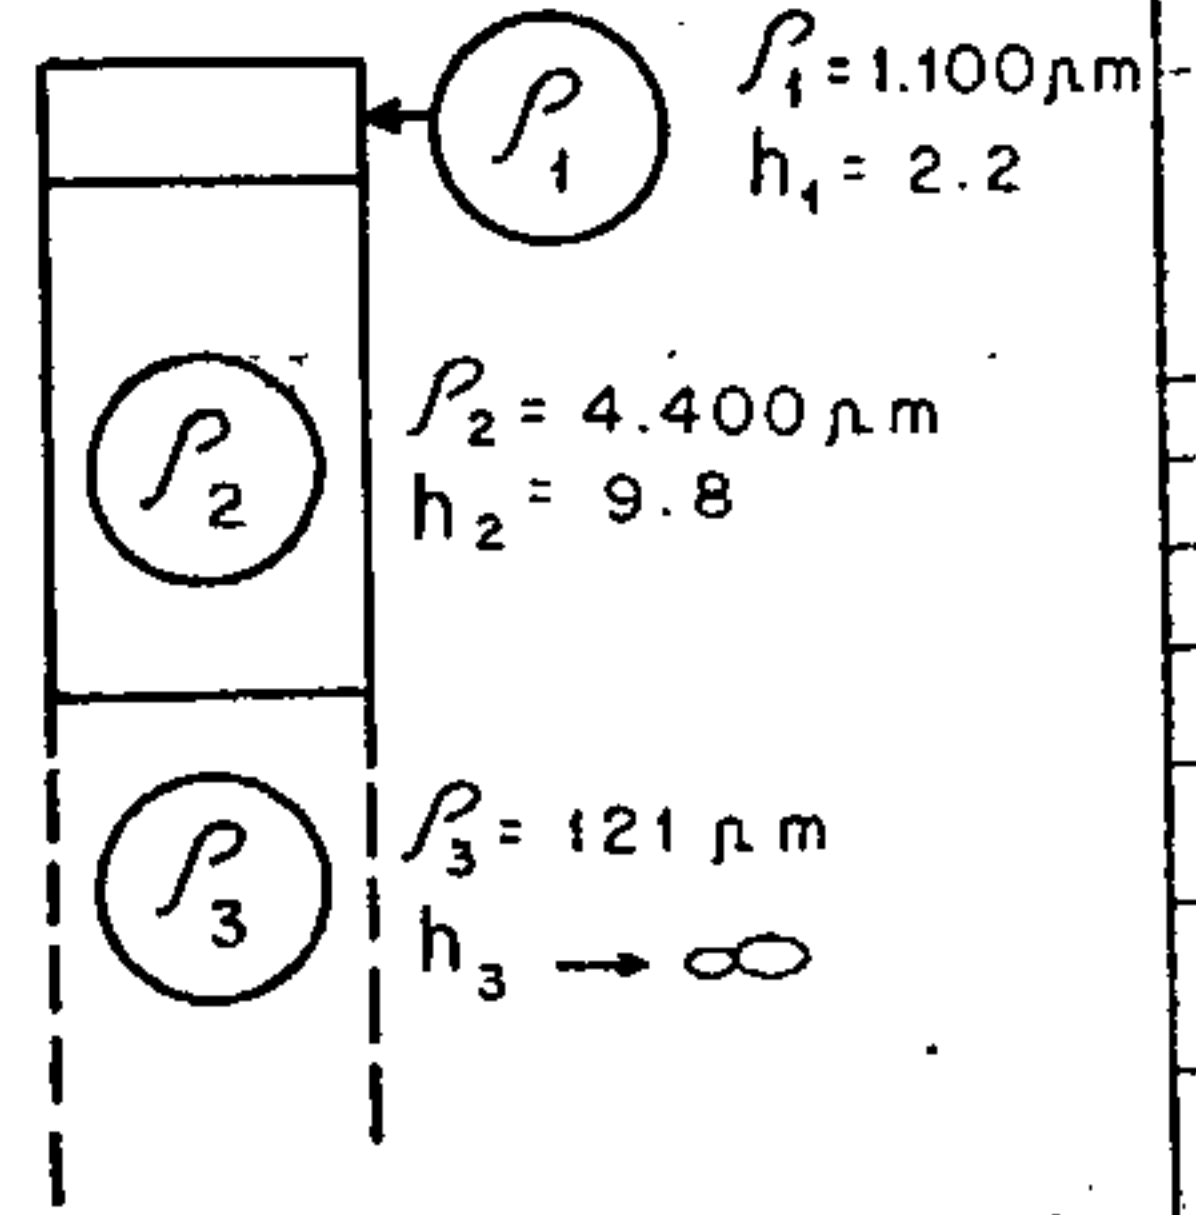 ρ1
ρ1 = 1.100 Ωm
h1 = 2.2
ρ2
ρ2 = 4.400 Ωm
h2 = 9.8
ρ3
ρ3 = 121 Ωm
h3 → ∞